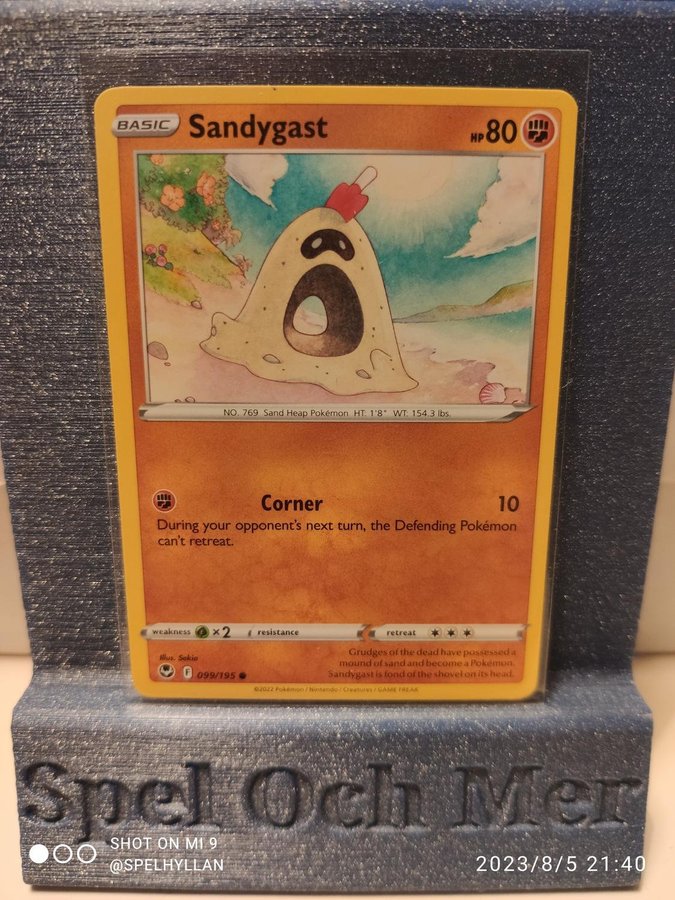 BASIC Sandygast HP 80
NO. 769 Sand Heap Pokémon HT: 1'8" WT: 154.3 lbs.
Corner 10
During your opponent's next turn, the Defending Pokémon
can't retreat.
weakness ×2 resistance retreat
Illus. Sekio
Grudges of the dead have possessed a
mound of sand and become a Pokémon.
Sandygast is fond of the shovel on its head.
F 099/195
©2022 Pokémon / Nintendo / Creatures / GAME FREAK
Spel Och Mer
SHOT ON MI 9
@SPELHYLLAN
2023/8/5 21:40